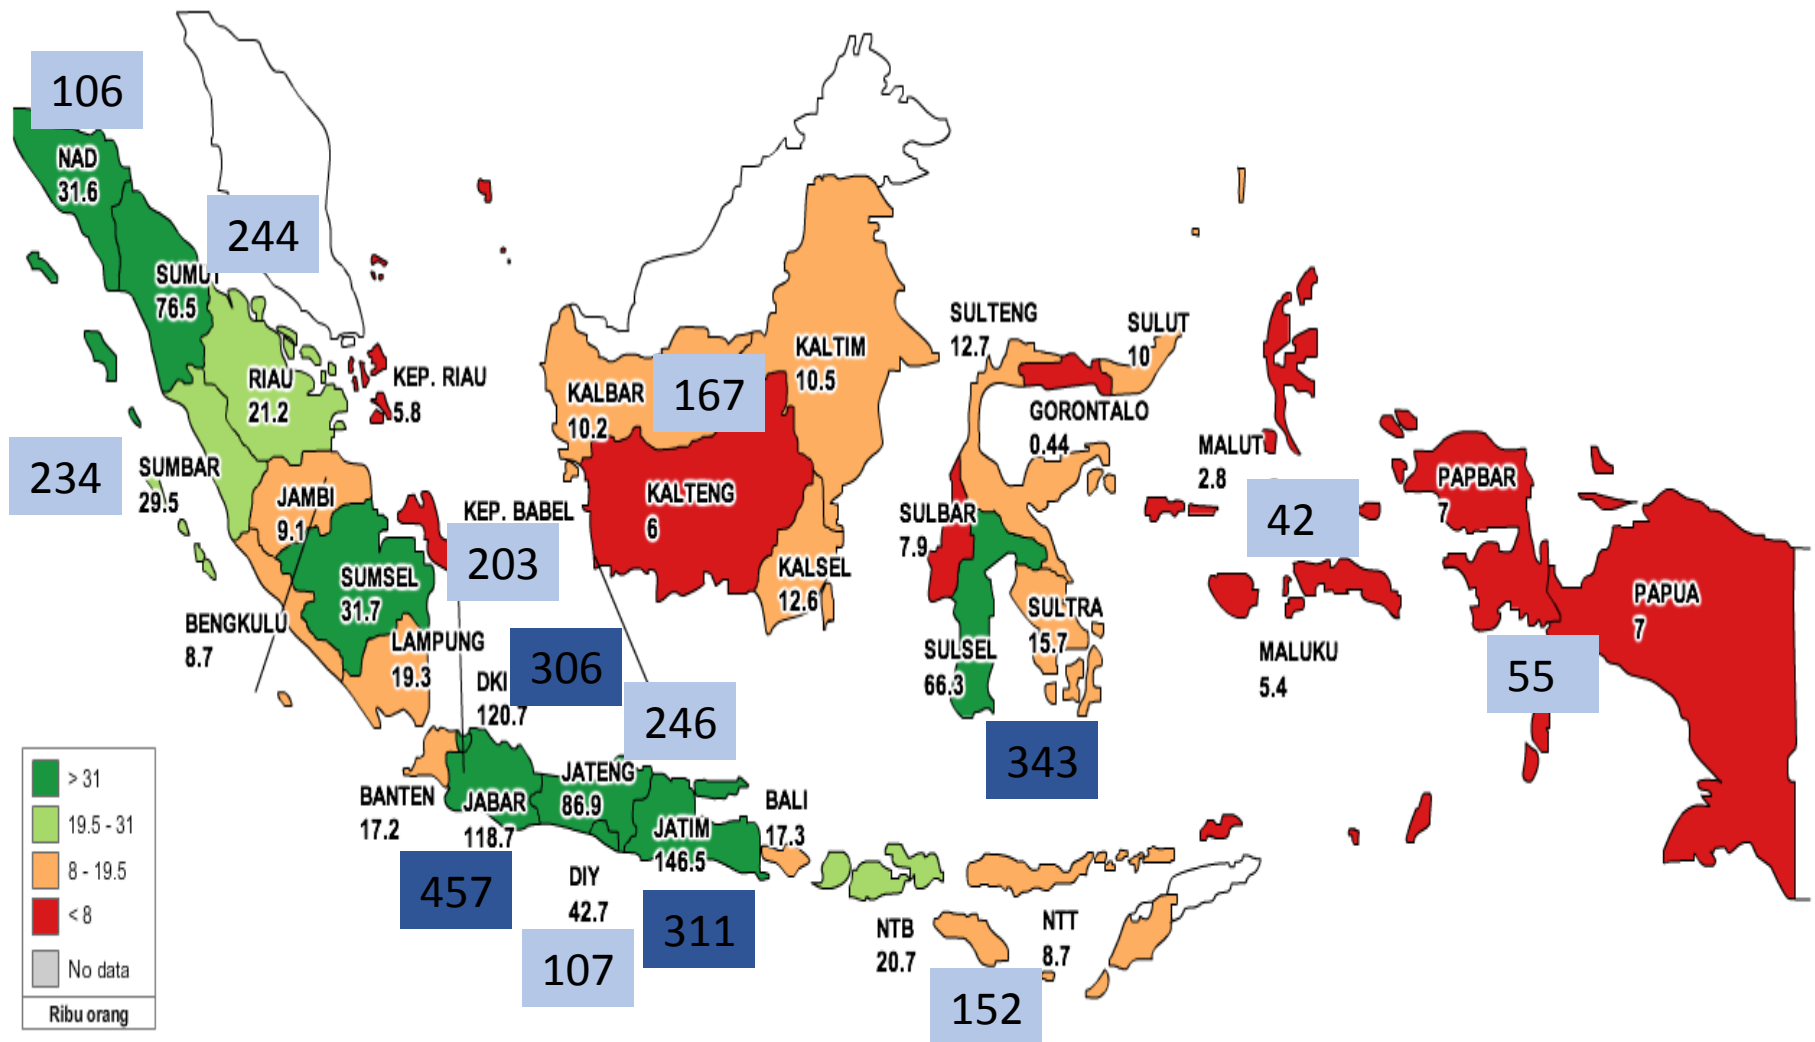 106
NAD
31.6
244
SUMUT
76.5
RIAU
21.2
KEP. RIAU
5.8
234
SUMBAR
29.5
JAMBI
9.1
KEP. BABEL
203
SUMSEL
31.7
BENGKULU
8.7
LAMPUNG
19.3
KALBAR
10.2
167
KALTIM
10.5
KALTENG
6
KALSEL
12.6
SULTENG
12.7
SULUT
10
GORONTALO
0.44
SULBAR
7.9
SULSEL
66.3
SULTRA
15.7
343
MALUT
2.8
42
MALUKU
5.4
PAPBAR
7
PAPUA
7
55
306
DKI
120.7
246
BANTEN
17.2
JABAR
118.7
JATENG
86.9
JATIM
146.5
BALI
17.3
457
DIY
42.7
107
311
NTB
20.7
NTT
8.7
152
> 31
19.5 - 31
8 - 19.5
< 8
No data
Ribu orang